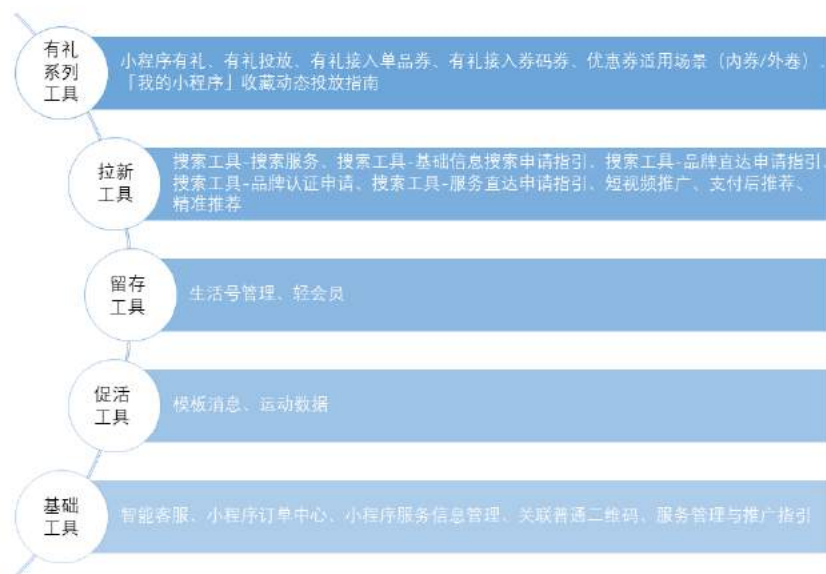 有礼
系列
工具
小程序有礼、有礼投放、有礼接入单品券、有礼接入券码券、优惠券适用场景（内券/外卷）、
「我的小程序」收藏动态投放指南
拉新
工具
搜索工具-搜索服务、搜索工具-基础信息搜索申请指引、搜索工具-品牌直达申请指引、
搜索工具-品牌认证申请、搜索工具-服务直达申请指引、短视频推广、支付后推荐、
精准推荐
留存
工具
生活号管理、轻会员
促活
工具
模板消息、运动数据
基础
工具
智能客服、小程序订单中心、小程序服务信息管理、关联普通二维码、服务管理与推广指引